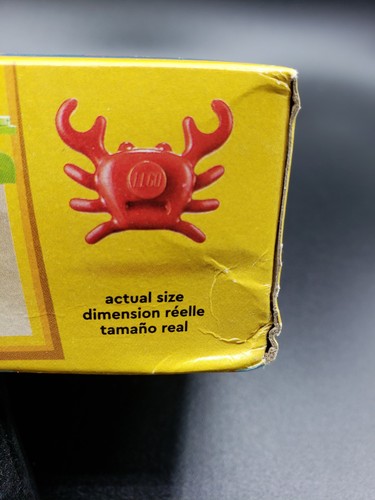 LEGO
actual size
dimension réelle
tamaño real